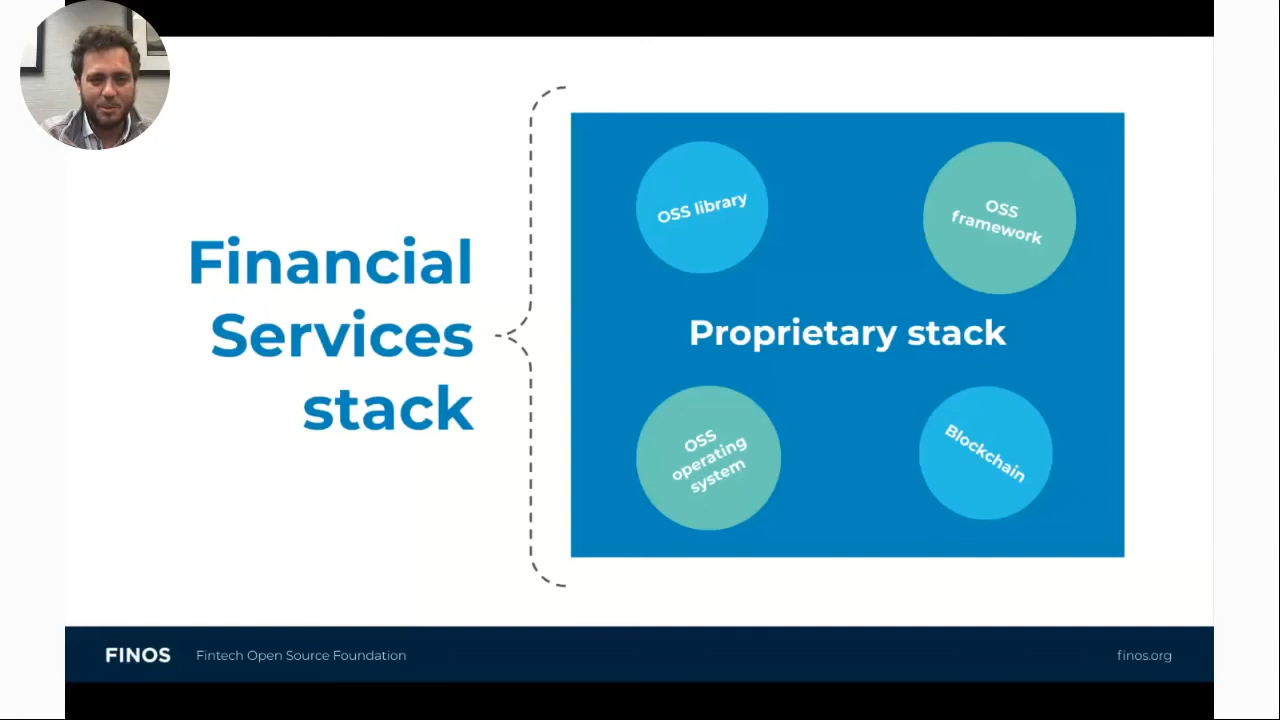 Financial
Services
stack
OSS library
OSS
framework
Proprietary stack
OSS
operating
system
Blockchain
FINOS Fintech Open Source Foundation finos.org